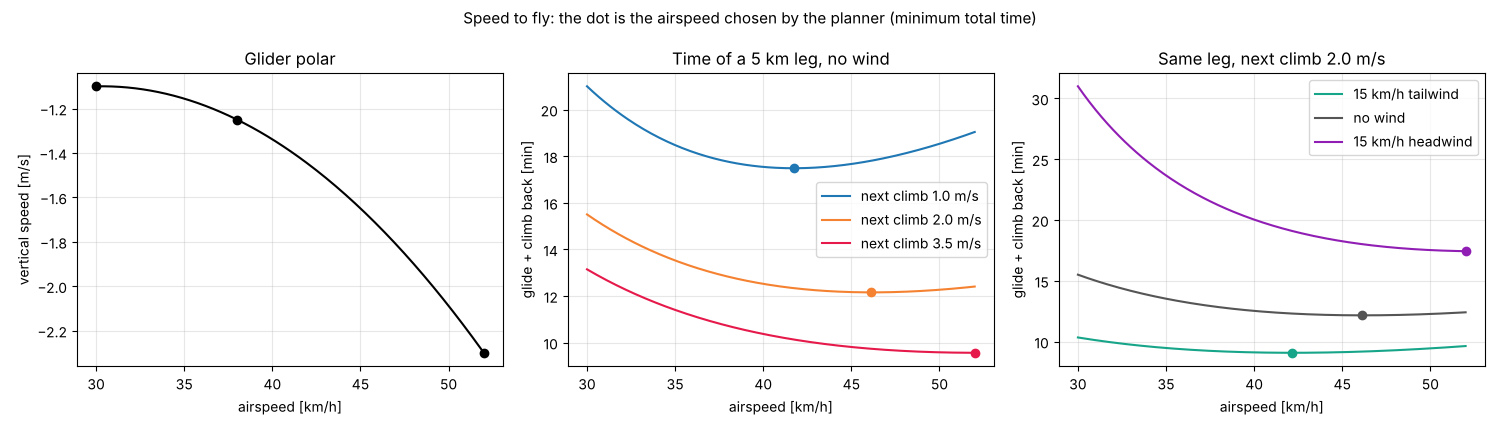 Speed to fly: the dot is the airspeed chosen by the planner (minimum total time)
Glider polar
vertical speed [m/s]
−1.2
−1.4
−1.6
−1.8
−2.0
−2.2
30 35 40 45 50
airspeed [km/h]
Time of a 5 km leg, no wind
glide + climb back [min]
20
18
16
14
12
10
next climb 1.0 m/s
next climb 2.0 m/s
next climb 3.5 m/s
30 35 40 45 50
airspeed [km/h]
Same leg, next climb 2.0 m/s
glide + climb back [min]
30
25
20
15
10
15 km/h tailwind
no wind
15 km/h headwind
30 35 40 45 50
airspeed [km/h]